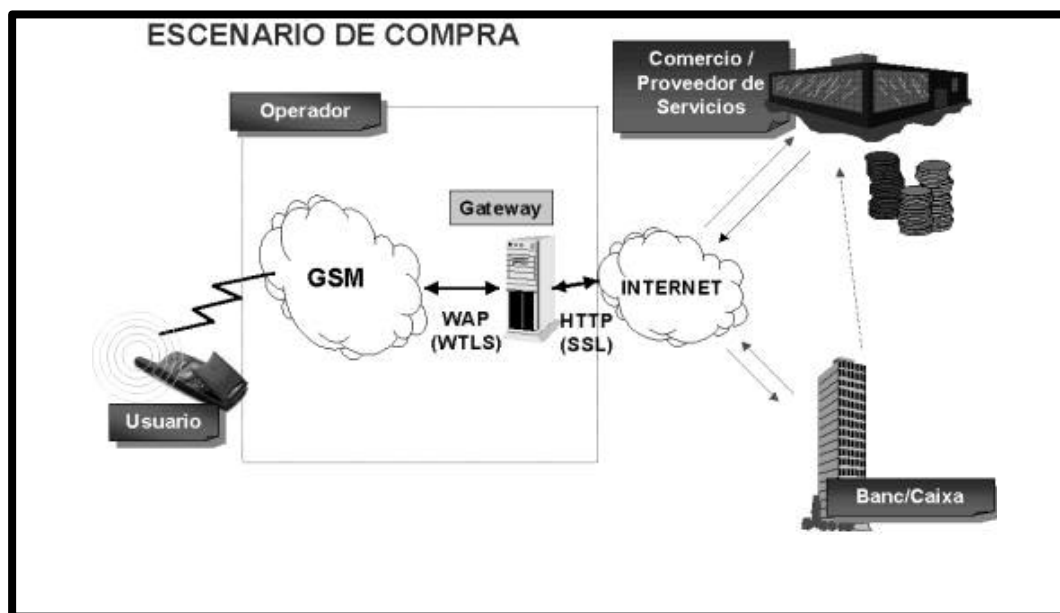 ESCENARIO DE COMPRA
Comercio /
Proveedor de
Servicios
Operador
Gateway
GSM
INTERNET
WAP
(WTLS)
HTTP
(SSL)
Usuario
Banc/Caixa